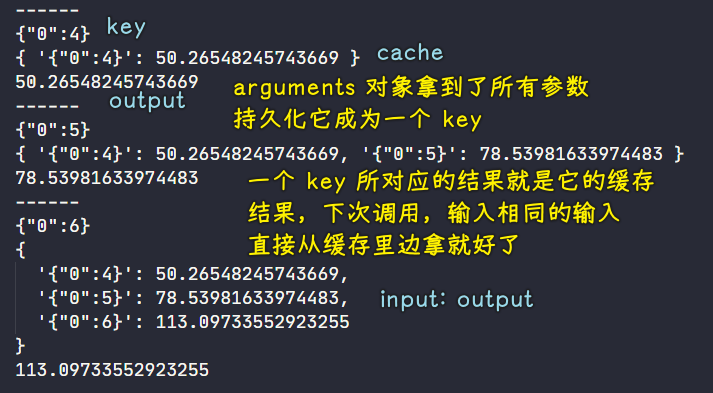 ------
{"0":4} key
{ '{"0":4}': 50.26548245743669 } cache
50.26548245743669
output
arguments 对象拿到了所有参数
持久化它成为一个 key
------
{"0":5}
{ '{"0":4}': 50.26548245743669, '{"0":5}': 78.53981633974483 }
78.53981633974483
一个 key 所对应的结果就是它的缓存
结果，下次调用，输入相同的输入
直接从缓存里边拿就好了
------
{"0":6}
{
'{"0":4}': 50.26548245743669,
'{"0":5}': 78.53981633974483,
'{"0":6}': 113.09733552923255
input: output
}
113.09733552923255